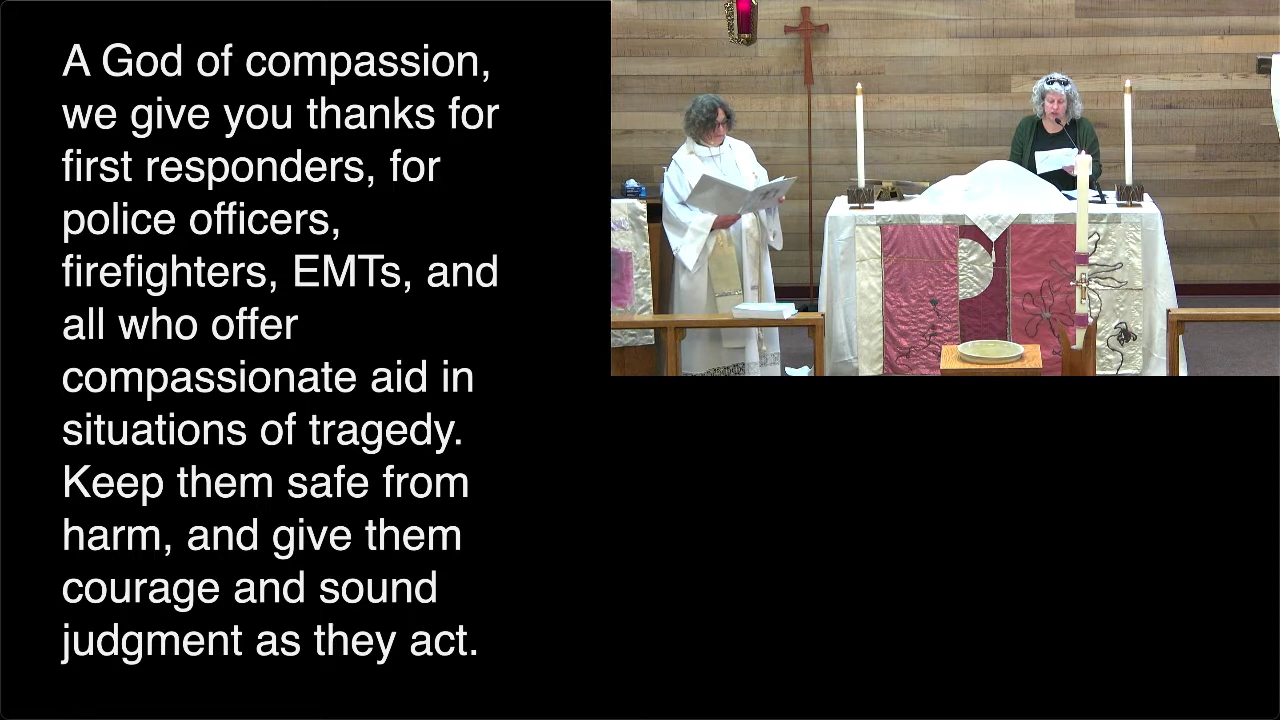 A God of compassion,
we give you thanks for
first responders, for
police officers,
firefighters, EMTs, and
all who offer
compassionate aid in
situations of tragedy.
Keep them safe from
harm, and give them
courage and sound
judgment as they act.